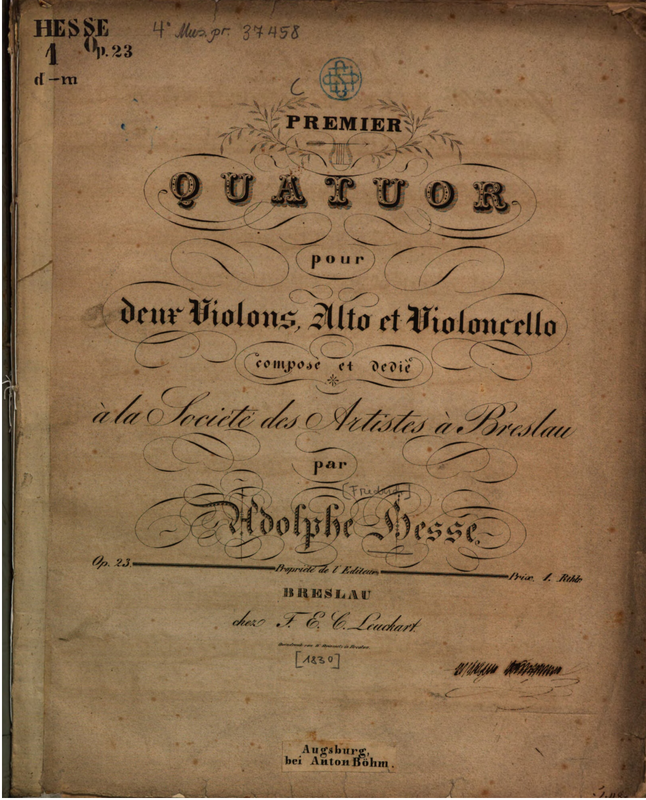 HESSE
1
Op. 23
d-m
4° Mus. pr. 37458
PREMIER
QUATUOR
pour
deux Violons, Alto et Violoncello
composé et dedié
à la Société des Artistes à Breslau
par
[Friedrich]
Adolphe Hesse.
Op. 23.
Propriété de l'Editeur.
Prix. 1. Rthlr
BRESLAU
chez F. E. C. Leuckart.
[1830]
Augsburg,
bei Anton Böhm.